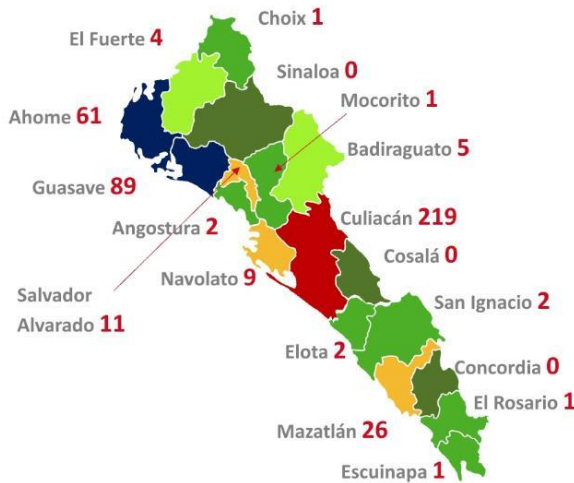 Choix 1
El Fuerte 4
Sinaloa 0
Mocorito 1
Ahome 61
Badiraguato 5
Guasave 89
Culiacán 219
Angostura 2
Cosalá 0
Navolato 9
Salvador
Alvarado 11
San Ignacio 2
Elota 2
Concordia 0
El Rosario 1
Mazatlán 26
Escuinapa 1